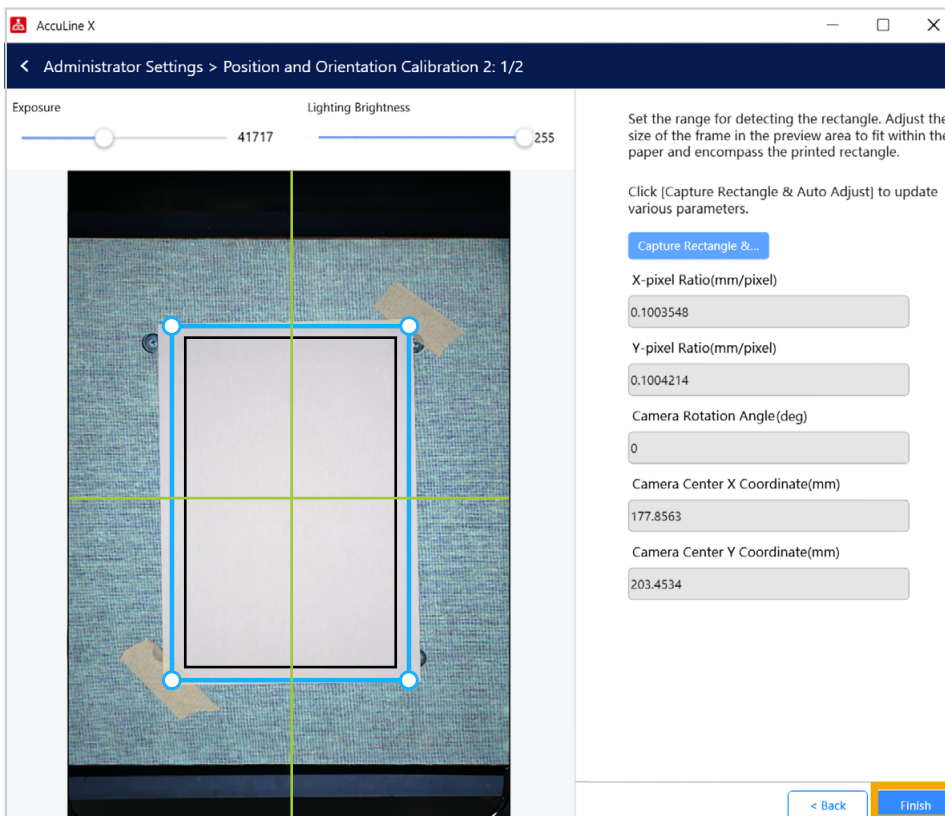 AccuLine X
Administrator Settings > Position and Orientation Calibration 2: 1/2
Exposure
41717
Lighting Brightness
255
Set the range for detecting the rectangle. Adjust the
size of the frame in the preview area to fit within the
paper and encompass the printed rectangle.
Click [Capture Rectangle & Auto Adjust] to update
various parameters.
Capture Rectangle &...
X-pixel Ratio(mm/pixel)
0.1003548
Y-pixel Ratio(mm/pixel)
0.1004214
Camera Rotation Angle(deg)
0
Camera Center X Coordinate(mm)
177.8563
Camera Center Y Coordinate(mm)
203.4534
< Back
Finish